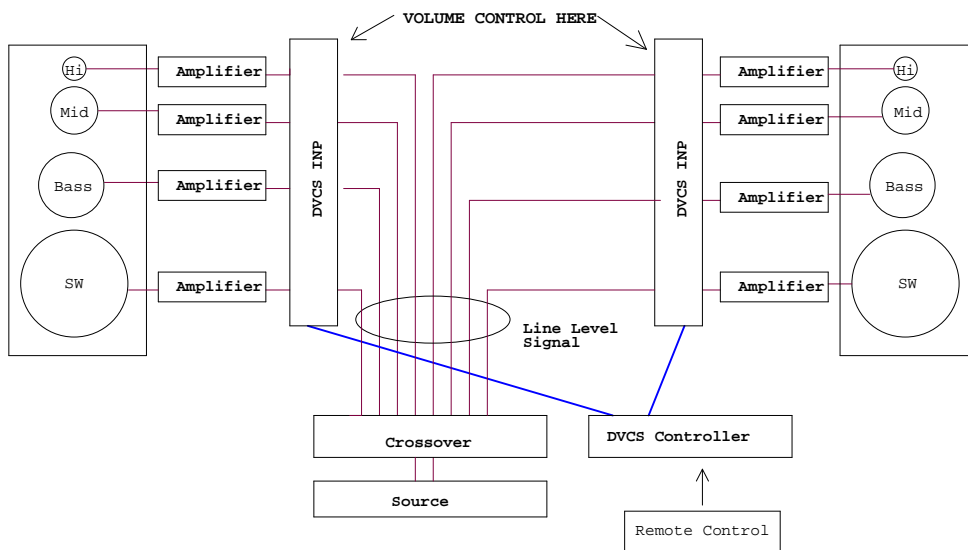 VOLUME CONTROL HERE
Hi
Amplifier
Amplifier
Hi
Mid
Amplifier
Amplifier
Mid
DVCS INP
DVCS INP
Bass
Amplifier
Amplifier
Bass
SW
Amplifier
Amplifier
SW
Line Level
Signal
Crossover
DVCS Controller
Source
Remote Control